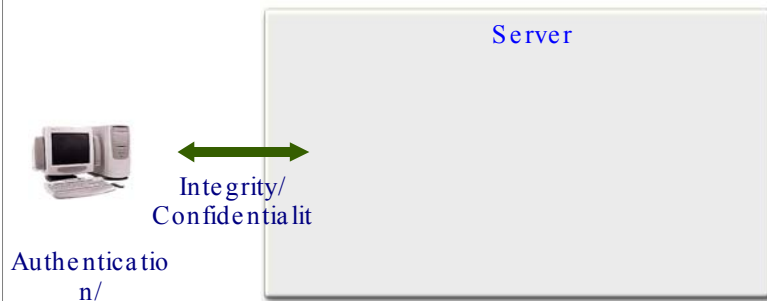 Server
Integrity/
Confidentialit
Authenticatio
n/